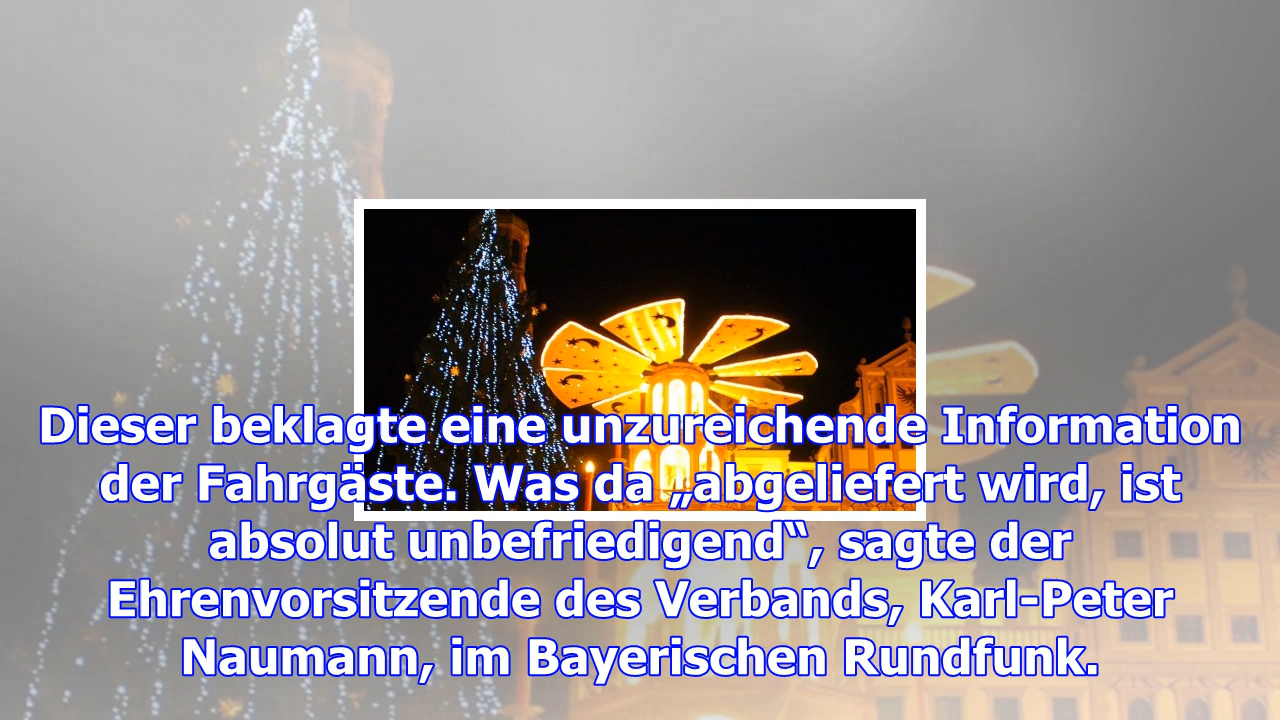 Dieser beklagte eine unzureichende Information
der Fahrgäste. Was da „abgeliefert wird, ist
absolut unbefriedigend“, sagte der
Ehrenvorsitzende des Verbands, Karl-Peter
Naumann, im Bayerischen Rundfunk.